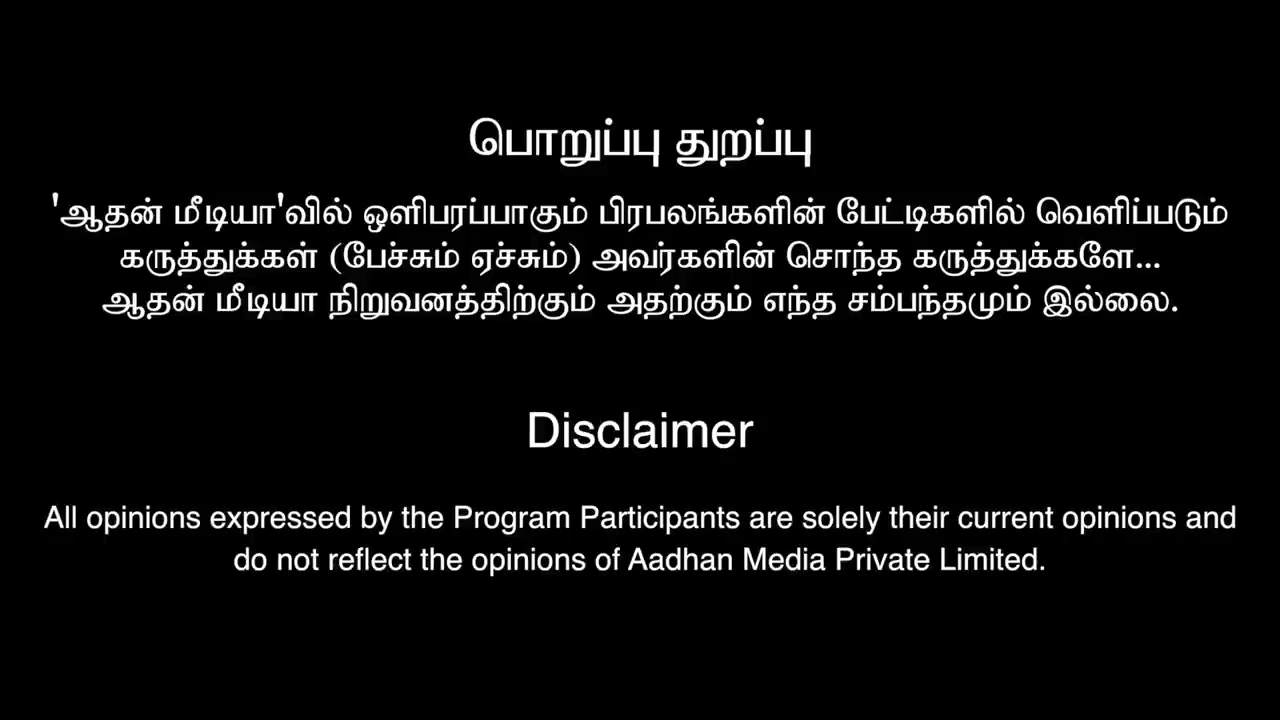 பொறுப்பு துறப்பு
'ஆதன் மீடியா'வில் ஒளிபரப்பாகும் பிரபலங்களின் பேட்டிகளில் வெளிப்படும்
கருத்துக்கள் (பேச்சும் ஏச்சும்) அவர்களின் சொந்த கருத்துக்களே...
ஆதன் மீடியா நிறுவனத்திற்கும் அதற்கும் எந்த சம்பந்தமும் இல்லை.
Disclaimer
All opinions expressed by the Program Participants are solely their current opinions and
do not reflect the opinions of Aadhan Media Private Limited.